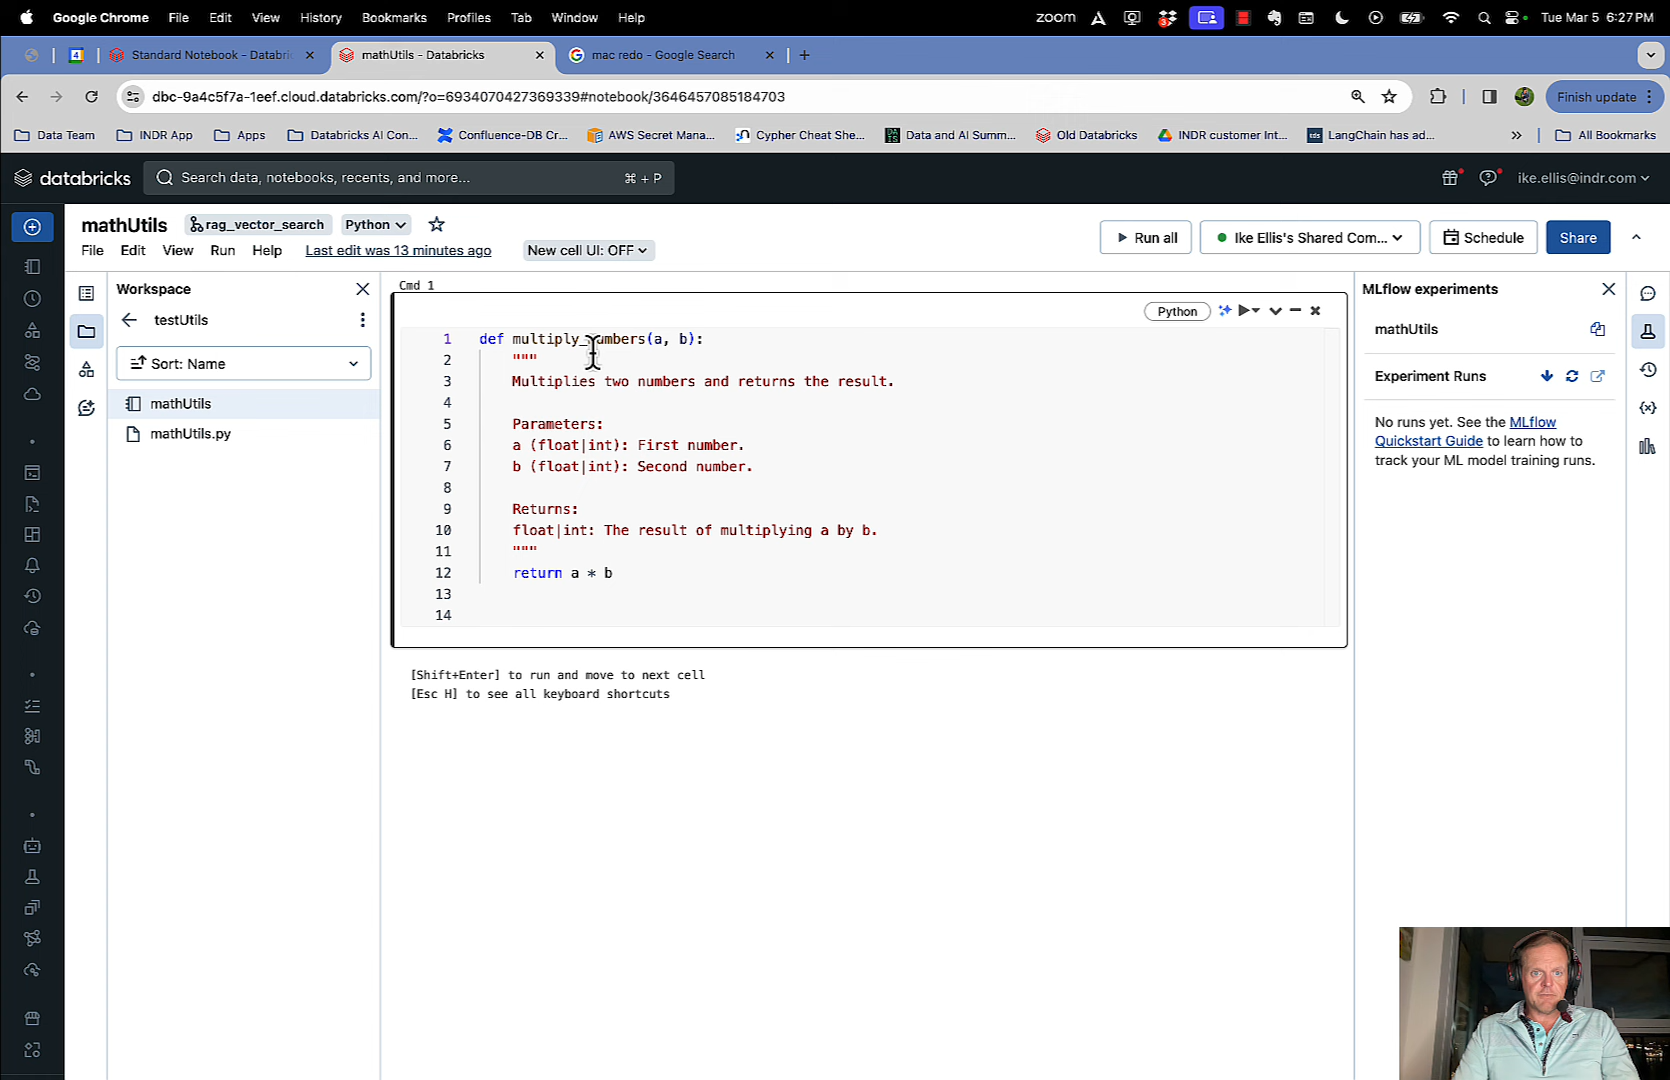 Google Chrome File Edit View History Bookmarks Profiles Tab Window Help zoom 3 Tue Mar 5 6:27 PM
4 Standard Notebook - Databric mathUtils - Databricks mac redo - Google Search
dbc-9a4c5f7a-1eef.cloud.databricks.com/?o=6934070427369339#notebook/3646457085184703 Finish update
Data Team INDR App Apps Databricks AI Con... Confluence-DB Cr... AWS Secret Mana... Cypher Cheat She... Data and AI Summ... Old Databricks INDR customer Int... LangChain has ad... All Bookmarks
databricks Search data, notebooks, recents, and more... ⌘ + P ike.ellis@indr.com
mathUtils rag_vector_search Python
File Edit View Run Help Last edit was 13 minutes ago New cell UI: OFF
Run all Ike Ellis's Shared Com... Schedule Share
Workspace
testUtils
Sort: Name
mathUtils
mathUtils.py
Cmd 1
Python
1 def multiply_numbers(a, b):
2 """
3 Multiplies two numbers and returns the result.
4
5 Parameters:
6 a (float|int): First number.
7 b (float|int): Second number.
8
9 Returns:
10 float|int: The result of multiplying a by b.
11 """
12 return a * b
13
14
[Shift+Enter] to run and move to next cell
[Esc H] to see all keyboard shortcuts
MLflow experiments
mathUtils
Experiment Runs
No runs yet. See the MLflow
Quickstart Guide to learn how to
track your ML model training runs.